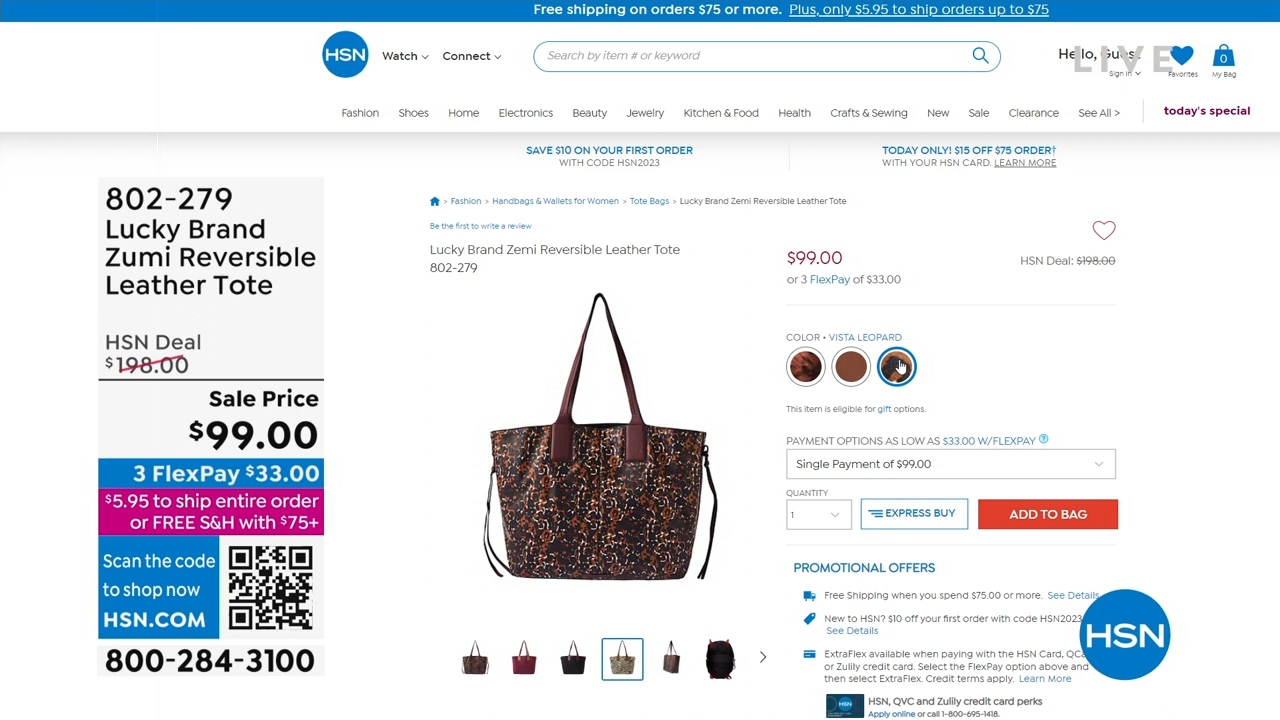 Free shipping on orders $75 or more. Plus, only $5.95 to ship orders up to $75
HSN
Watch
Connect
Search by item # or keyword
Hello, Guest
LIVE
Sign In
Favorites
0
My Bag
Fashion
Shoes
Home
Electronics
Beauty
Jewelry
Kitchen & Food
Health
Crafts & Sewing
New
Sale
Clearance
See All >
today's special
SAVE $10 ON YOUR FIRST ORDER
WITH CODE HSN2023
TODAY ONLY! $15 OFF $75 ORDER†
WITH YOUR HSN CARD. LEARN MORE
802-279
Lucky Brand
Zumi Reversible
Leather Tote
HSN Deal
$198.00
Sale Price
$99.00
3 FlexPay $33.00
$5.95 to ship entire order
or FREE S&H with $75+
Scan the code
to shop now
HSN.COM
800-284-3100
> Fashion > Handbags & Wallets for Women > Tote Bags > Lucky Brand Zemi Reversible Leather Tote
Be the first to write a review
Lucky Brand Zemi Reversible Leather Tote
802-279
$99.00
HSN Deal: $198.00
or 3 FlexPay of $33.00
COLOR • VISTA LEOPARD
This item is eligible for gift options.
PAYMENT OPTIONS AS LOW AS $33.00 W/FLEXPAY ?
Single Payment of $99.00
QUANTITY
1
EXPRESS BUY
ADD TO BAG
PROMOTIONAL OFFERS
Free Shipping when you spend $75.00 or more. See Details
New to HSN? $10 off your first order with code HSN2023
See Details
ExtraFlex available when paying with the HSN Card, QCa
or Zulily credit card. Select the FlexPay option above and
then select ExtraFlex. Credit terms apply. Learn More
HSN
HSN
HSN, QVC and Zulily credit card perks
Apply online or call 1-800-695-1418.